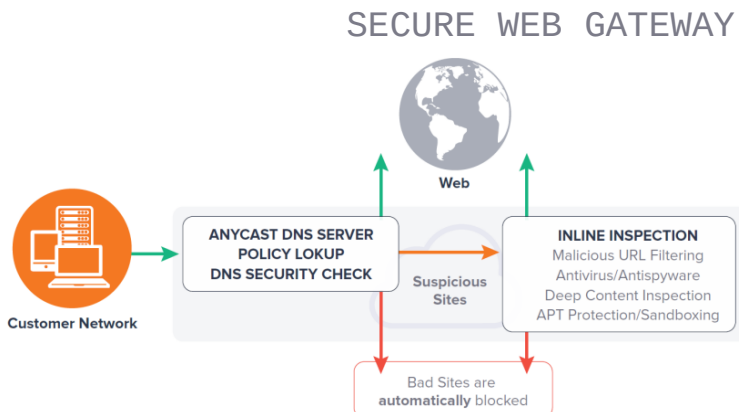 SECURE WEB GATEWAY
Web
ANYCAST DNS SERVER
POLICY LOKUP
DNS SECURITY CHECK
Suspicious
Sites
INLINE INSPECTION
Malicious URL Filtering
Antivirus/Antispyware
Deep Content Inspection
APT Protection/Sandboxing
Customer Network
Bad Sites are
automatically blocked